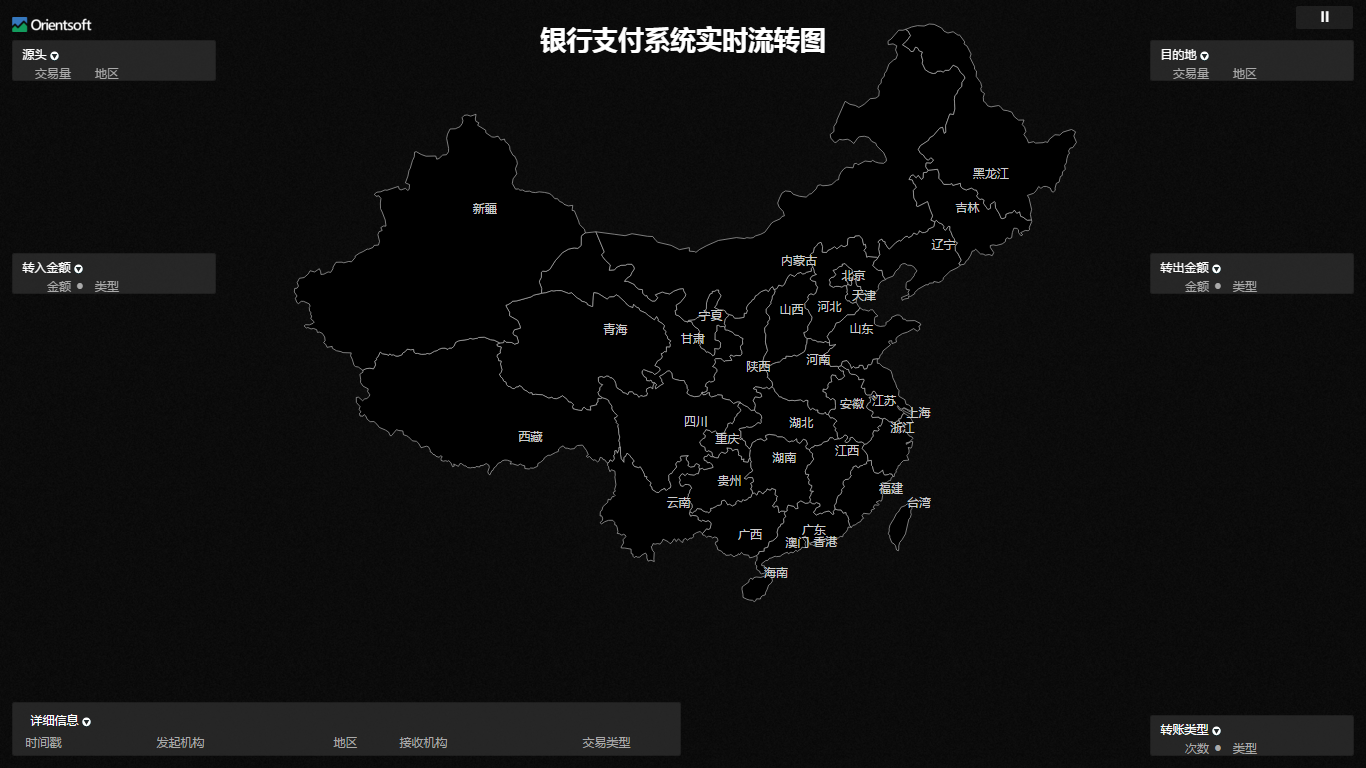 Orientsoft
银行支付系统实时流转图
源头
交易量 地区
目的地
交易量 地区
黑龙江
新疆
吉林
辽宁
内蒙古
转入金额
金额 类型
转出金额
金额 类型
北京
天津
山西
河北
宁夏
青海
山东
甘肃
河南
陕西
安徽
江苏
上海
四川
湖北
浙江
西藏
重庆
江西
湖南
贵州
福建
云南
台湾
广西
广东
澳门
香港
海南
详细信息
时间戳 发起机构 地区 接收机构 交易类型
转账类型
次数 类型